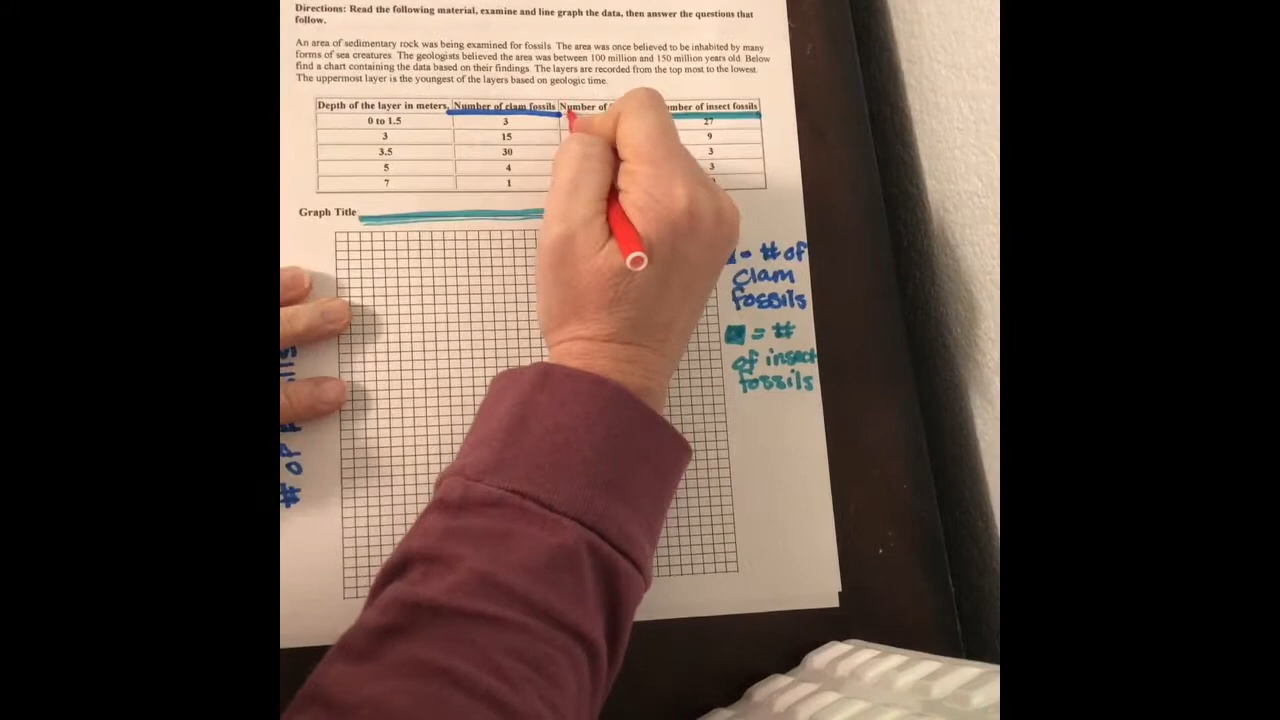 Directions: Read the following material, examine and line graph the data, then answer the questions that
follow.
An area of sedimentary rock was being examined for fossils. The area was once believed to be inhabited by many
forms of sea creatures. The geologists believed the area was between 100 million and 150 million years old. Below
find a chart containing the data based on their findings. The layers are recorded from the top most to the lowest.
The uppermost layer is the youngest of the layers based on geologic time.
Depth of the layer in meters. Number of clam fossils Number of mber of insect fossils
0 to 1.5 3 27
3 15 9
3.5 30 3
5 4 3
7 1
Graph Title
- # of
clam
fossils
= #
of insect
fossils
# of